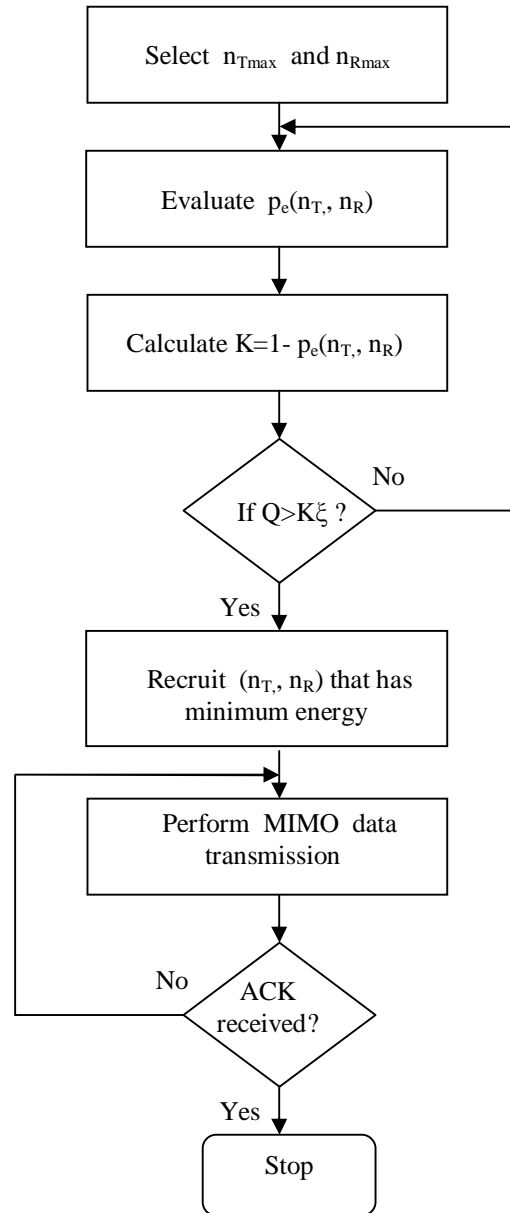 Select n_Tmax and n_Rmax
Evaluate p_e(n_T,, n_R)
Calculate K=1- p_e(n_T,, n_R)
If Q>Kξ ?
No
Yes
Recruit (n_T,, n_R) that has
minimum energy
Perform MIMO data
transmission
No
ACK
received?
Yes
Stop